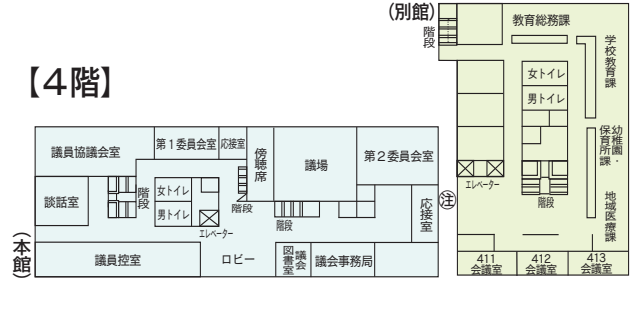 (別館)
階段
教育総務課
学校教育課
【4階】
女トイレ
男トイレ
幼稚園・
保育所課
議員協議会室
第1委員会室
応接室
傍聴席
議場
第2委員会室
エレベーター
階段
地域医療課
談話室
階段
女トイレ
男トイレ
階段
エレベーター
階段
注
応接室
(本館)
議員控室
ロビー
議会
図書室
議会事務局
411
会議室
412
会議室
413
会議室